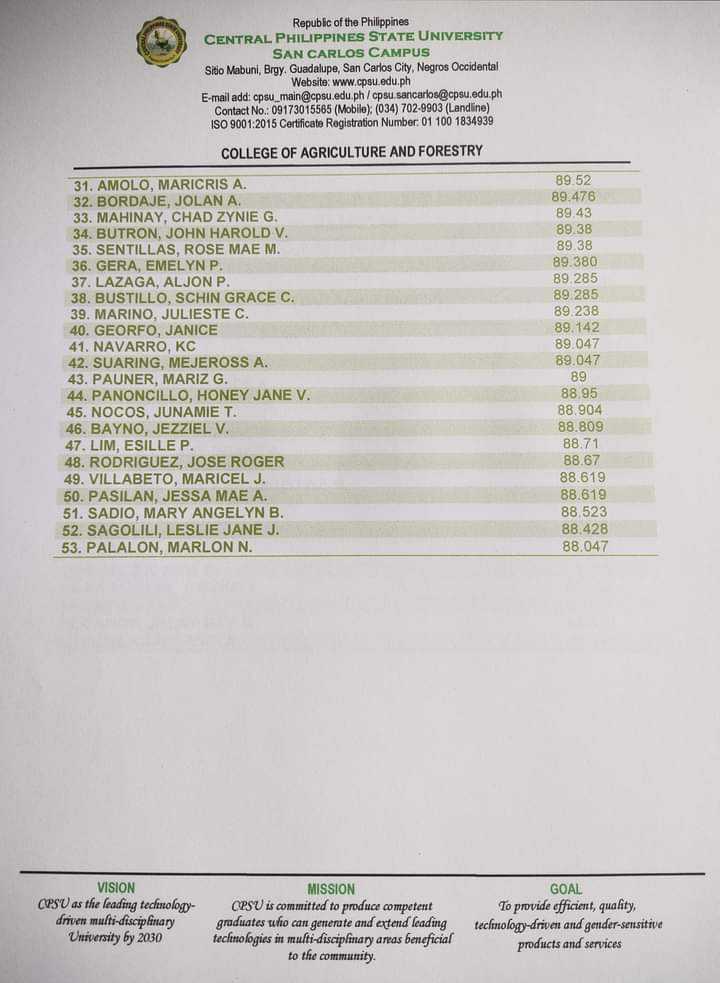 Republic of the Philippines
CENTRAL PHILIPPINES STATE UNIVERSITY
SAN CARLOS CAMPUS
Sitio Mabuni, Brgy. Guadalupe, San Carlos City, Negros Occidental
Website: www.cpsu.edu.ph
E-mail add: cpsu_main@cpsu.edu.ph / cpsu.sancarlos@cpsu.edu.ph
Contact No.: 09173015565 (Mobile); (034) 702-9903 (Landline)
ISO 9001:2015 Certificate Registration Number: 01 100 1834939
COLLEGE OF AGRICULTURE AND FORESTRY
31. AMOLO, MARICRIS A. 89.52
32. BORDAJE, JOLAN A. 89.476
33. MAHINAY, CHAD ZYNIE G. 89.43
34. BUTRON, JOHN HAROLD V. 89.38
35. SENTILLAS, ROSE MAE M. 89.38
36. GERA, EMELYN P. 89.380
37. LAZAGA, ALJON P. 89.285
38. BUSTILLO, SCHIN GRACE C. 89.285
39. MARINO, JULIESTE C. 89.238
40. GEORFO, JANICE 89.142
41. NAVARRO, KC 89.047
42. SUARING, MEJEROSS A. 89.047
43. PAUNER, MARIZ G. 89
44. PANONCILLO, HONEY JANE V. 88.95
45. NOCOS, JUNAMIE T. 88.904
46. BAYNO, JEZZIEL V. 88.809
47. LIM, ESILLE P. 88.71
48. RODRIGUEZ, JOSE ROGER 88.67
49. VILLABETO, MARICEL J. 88.619
50. PASILAN, JESSA MAE A. 88.619
51. SADIO, MARY ANGELYN B. 88.523
52. SAGOLILI, LESLIE JANE J. 88.428
53. PALALON, MARLON N. 88.047
VISION
CPSU as the leading technology-
driven multi-disciplinary
University by 2030
MISSION
CPSU is committed to produce competent
graduates who can generate and extend leading
technologies in multi-disciplinary areas beneficial
to the community.
GOAL
To provide efficient, quality,
technology-driven and gender-sensitive
products and services